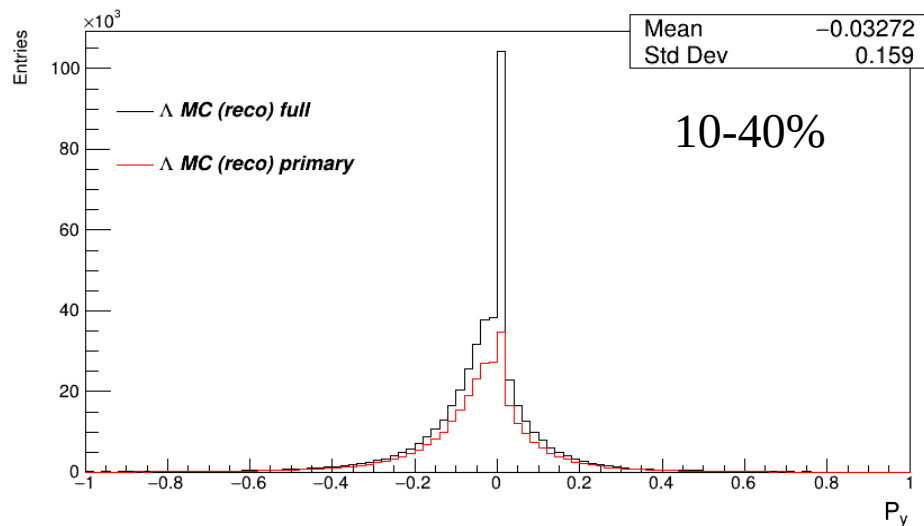 ×10³
Mean −0.03272
Std Dev 0.159
Entries
100
80
60
40
20
0
Λ MC (reco) full
Λ MC (reco) primary
10-40%
−1 −0.8 −0.6 −0.4 −0.2 0 0.2 0.4 0.6 0.8 1
P_y